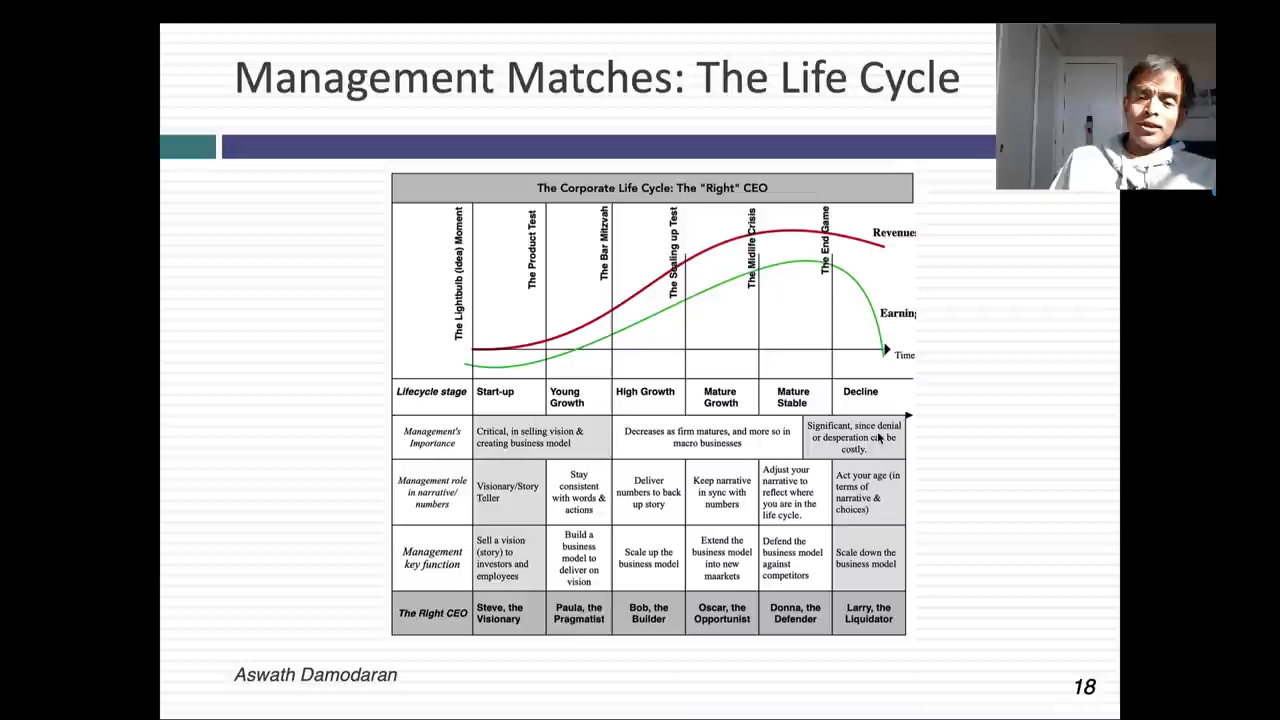 Management Matches: The Life Cycle
The Corporate Life Cycle: The "Right" CEO
The Lightbulb (Idea) Moment
The Product Test
The Bar Mitzvah
The Scaling up Test
The Midlife Crisis
The End Game
Revenues
Earning
Time
Lifecycle stage
Start-up
Young
Growth
High Growth
Mature
Growth
Mature
Stable
Decline
Management's
Importance
Critical, in selling vision &
creating business model
Decreases as firm matures, and more so in
macro businesses
Significant, since denial
or desperation can be
costly.
Management role
in narrative/
numbers
Visionary/Story
Teller
Stay
consistent
with words &
actions
Deliver
numbers to back
up story
Keep narrative
in sync with
numbers
Adjust your
narrative to
reflect where
you are in the
life cycle.
Act your age (in
terms of
narrative &
choices)
Management
key function
Sell a vision
(story) to
investors and
employees
Build a
business
model to
deliver on
vision
Scale up the
business model
Extend the
business model
into new
maarkets
Defend the
business model
against
competitors
Scale down the
business model
The Right CEO
Steve, the
Visionary
Paula, the
Pragmatist
Bob, the
Builder
Oscar, the
Opportunist
Donna, the
Defender
Larry, the
Liquidator
Aswath Damodaran
18